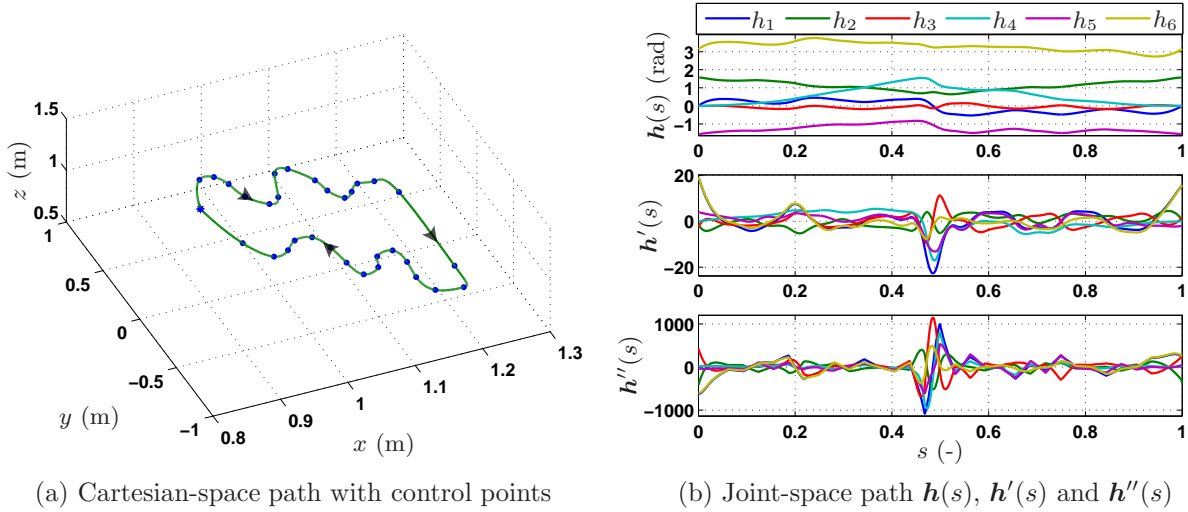 1.5
1
0.5
z (m)
1
0.5
0
−0.5
−1
y (m)
0.8
0.9
1
1.1
1.2
1.3
x (m)
(a) Cartesian-space path with control points
h₁ h₂ h₃ h₄ h₅ h₆
3
2
1
0
−1
h(s) (rad)
0 0.2 0.4 0.6 0.8 1
20
0
−20
h′(s)
0 0.2 0.4 0.6 0.8 1
1000
0
−1000
h′′(s)
0 0.2 0.4 0.6 0.8 1
s (-)
(b) Joint-space path h(s), h′(s) and h′′(s)